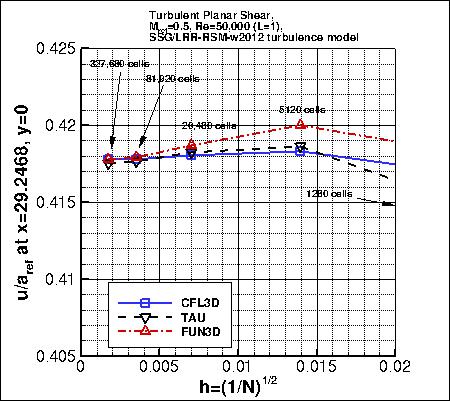 Turbulent Planar Shear,
M_ref=0.5, Re=50,000 (L=1),
SSG/LRR-RSM-w2012 turbulence model
0.425
327,680 cells
81,920 cells
20,480 cells
5120 cells
0.42
0.415
1280 cells
u/a_ref at x=29.2468, y=0
0.41
CFL3D
TAU
FUN3D
0.405
0 0.005 0.01 0.015 0.02
h=(1/N)^1/2